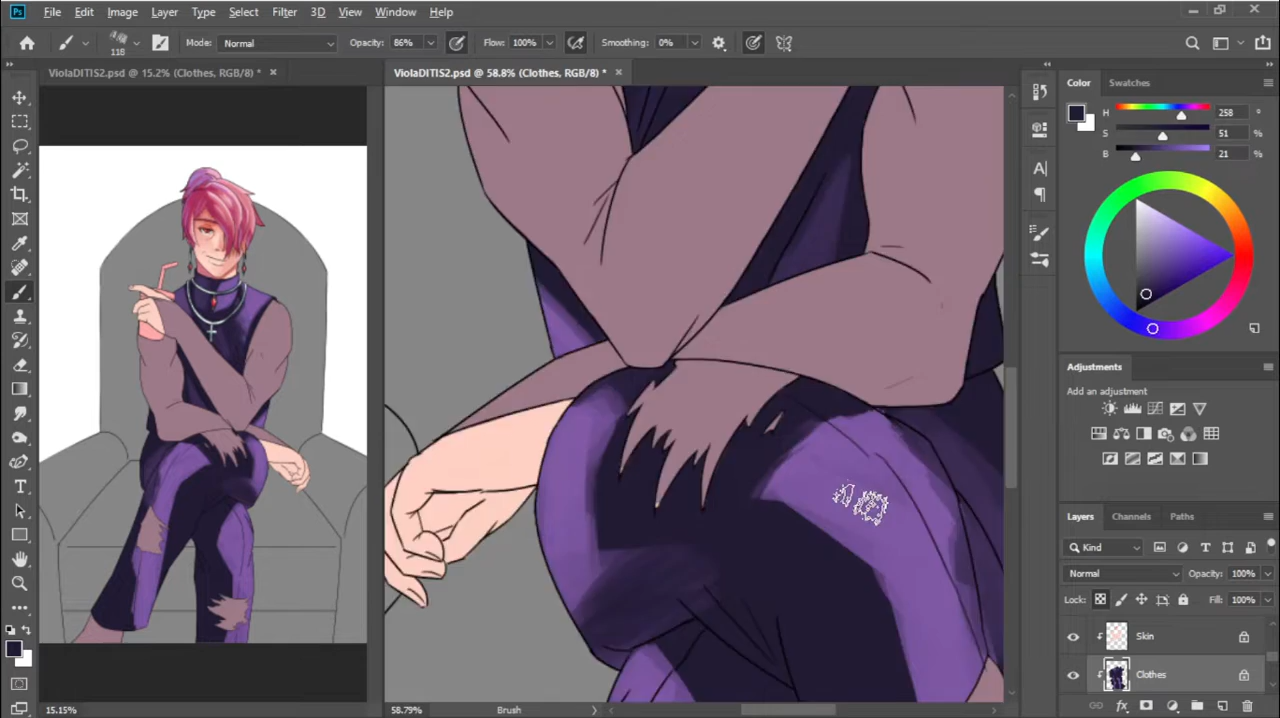 Ps File Edit Image Layer Type Select Filter 3D View Window Help
118 Mode: Normal Opacity: 86% Flow: 100% Smoothing: 0%
ViolaDITIS2.psd @ 15.2% (Clothes, RGB/8) *
ViolaDITIS2.psd @ 58.8% (Clothes, RGB/8) *
Color Swatches
H 258 °
S 51 %
B 21 %
Adjustments
Add an adjustment
Layers Channels Paths
Kind
Normal Opacity: 100%
Lock: Fill: 100%
Skin
Clothes
15.15%
58.79% Brush